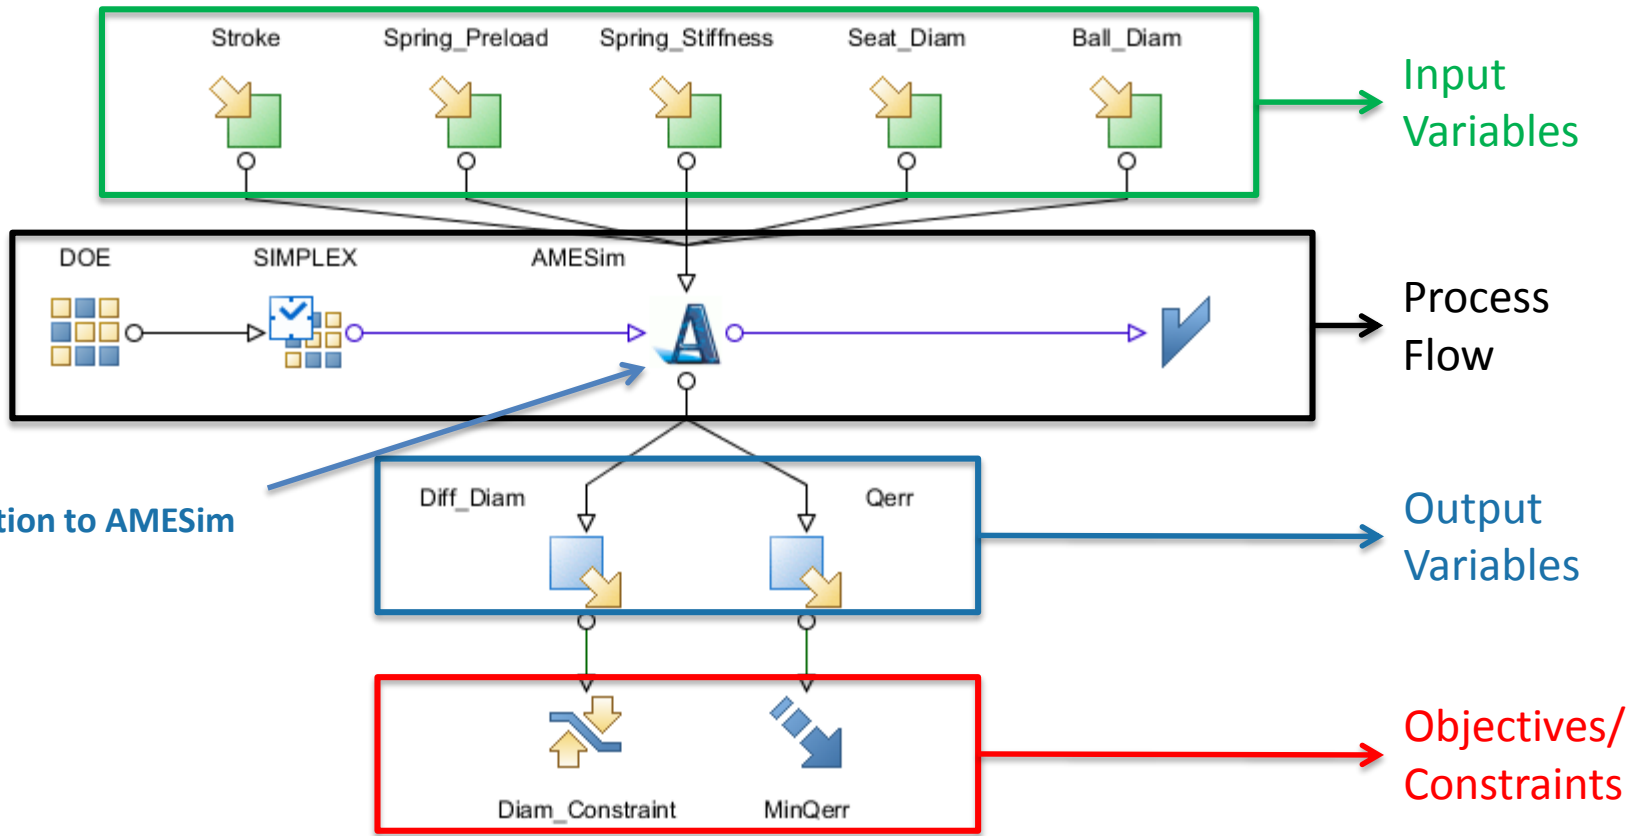 Stroke Spring_Preload Spring_Stiffness Seat_Diam Ball_Diam
Input
Variables
DOE SIMPLEX AMESim
Process
Flow
Diff_Diam Qerr
tion to AMESim
Output
Variables
Objectives/
Constraints
Diam_Constraint MinQerr